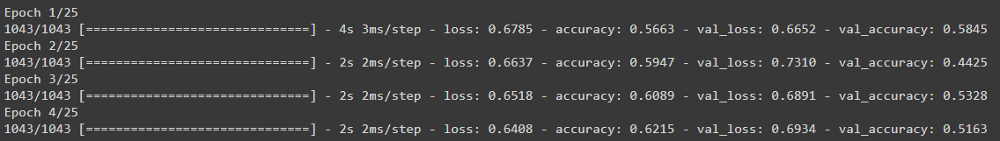 Epoch 1/25
1043/1043 [==============================] - 4s 3ms/step - loss: 0.6785 - accuracy: 0.5663 - val_loss: 0.6652 - val_accuracy: 0.5845
Epoch 2/25
1043/1043 [==============================] - 2s 2ms/step - loss: 0.6637 - accuracy: 0.5947 - val_loss: 0.7310 - val_accuracy: 0.4425
Epoch 3/25
1043/1043 [==============================] - 2s 2ms/step - loss: 0.6518 - accuracy: 0.6089 - val_loss: 0.6891 - val_accuracy: 0.5328
Epoch 4/25
1043/1043 [==============================] - 2s 2ms/step - loss: 0.6408 - accuracy: 0.6215 - val_loss: 0.6934 - val_accuracy: 0.5163